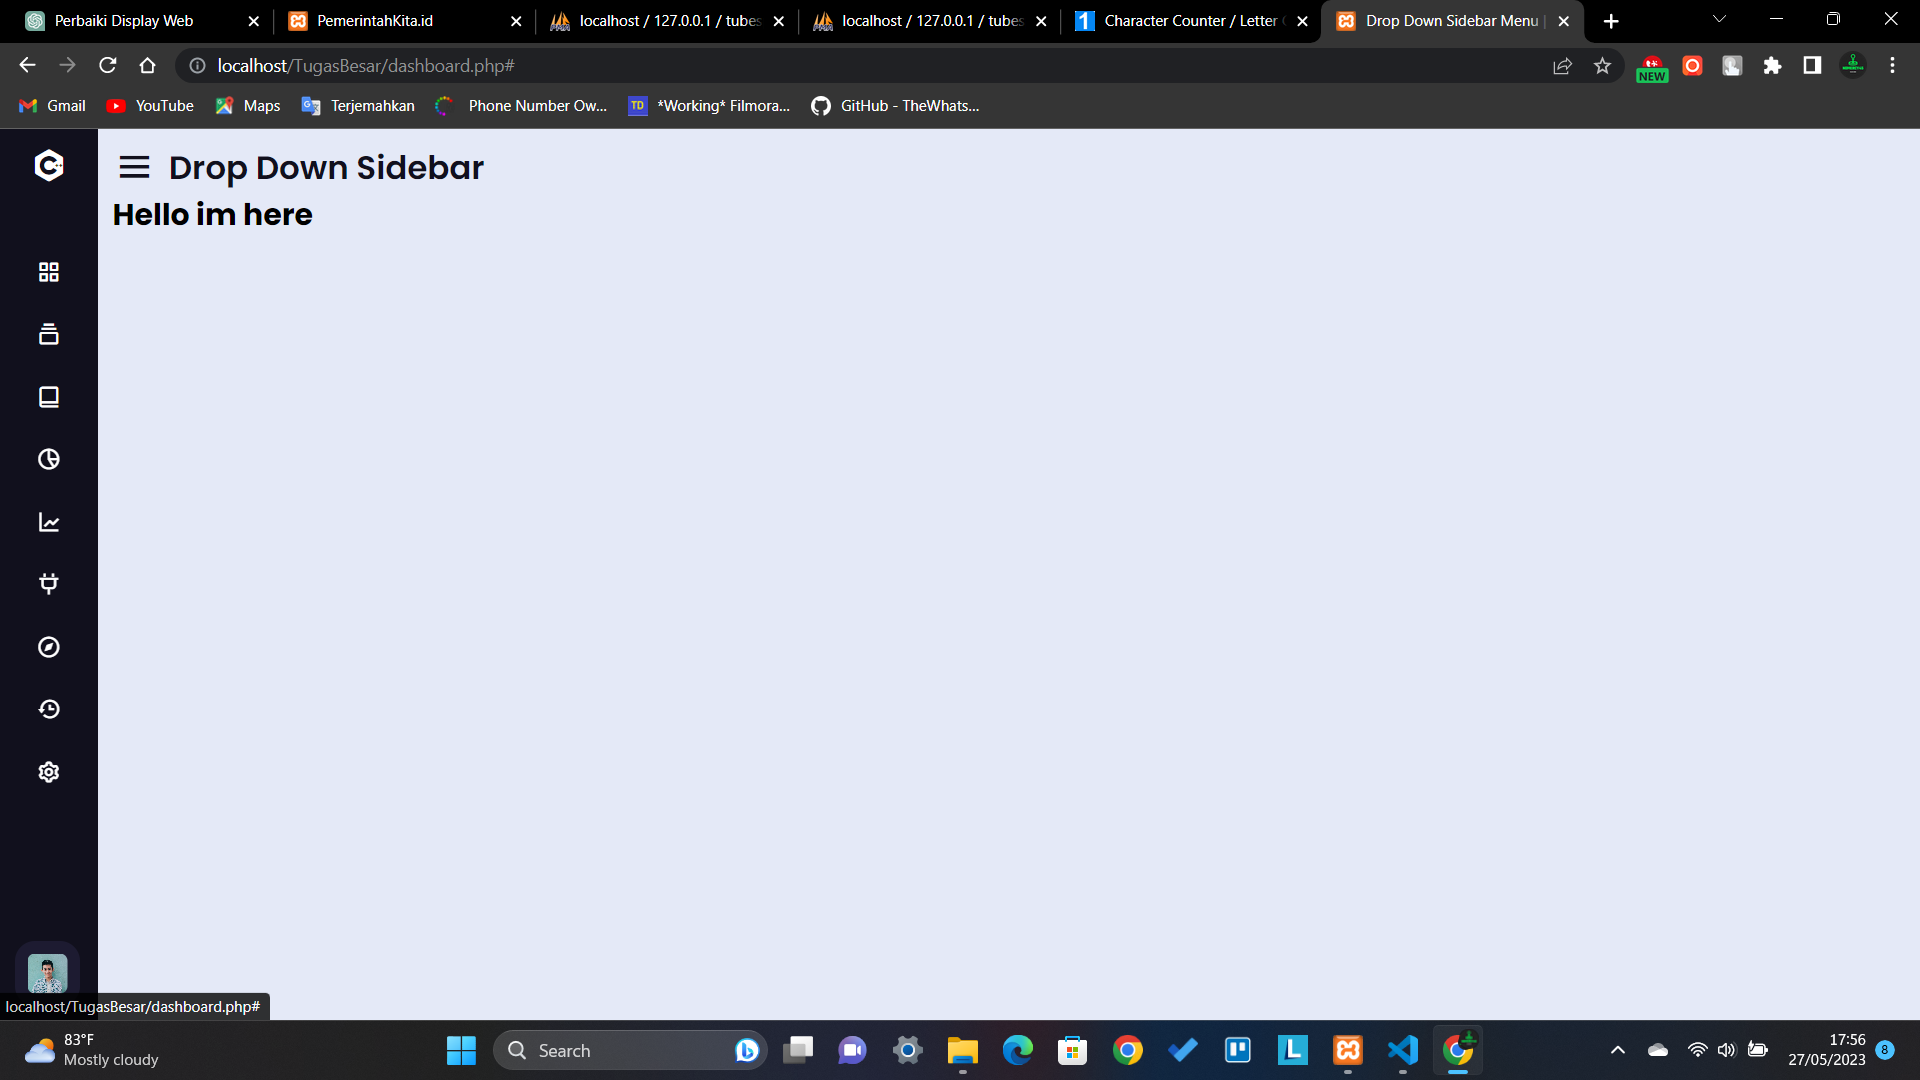 Perbaiki Display Web
PemerintahKita.id
localhost / 127.0.0.1 / tubes
localhost / 127.0.0.1 / tubes
Character Counter / Letter
Drop Down Sidebar Menu |
localhost/TugasBesar/dashboard.php#
NEW
Gmail
YouTube
Maps
Terjemahkan
Phone Number Ow...
TD
*Working* Filmora...
GitHub - TheWhats...
Drop Down Sidebar
Hello im here
localhost/TugasBesar/dashboard.php#
83°F
Mostly cloudy
Search
17:56
27/05/2023
8